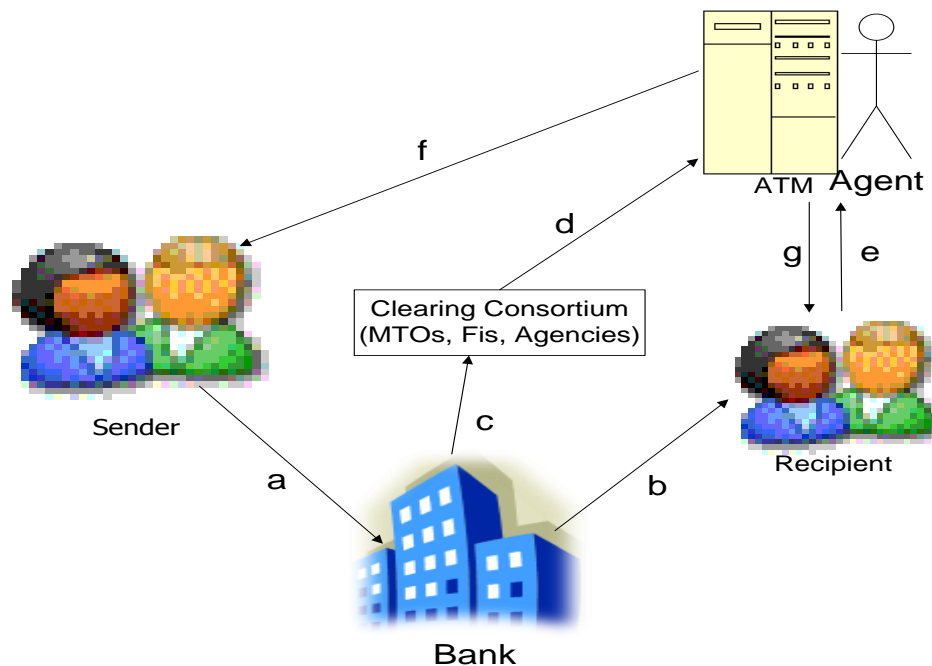 f
ATM Agent
d
g
e
Clearing Consortium
(MTOs, Fis, Agencies)
Sender
c
Recipient
a
b
Bank